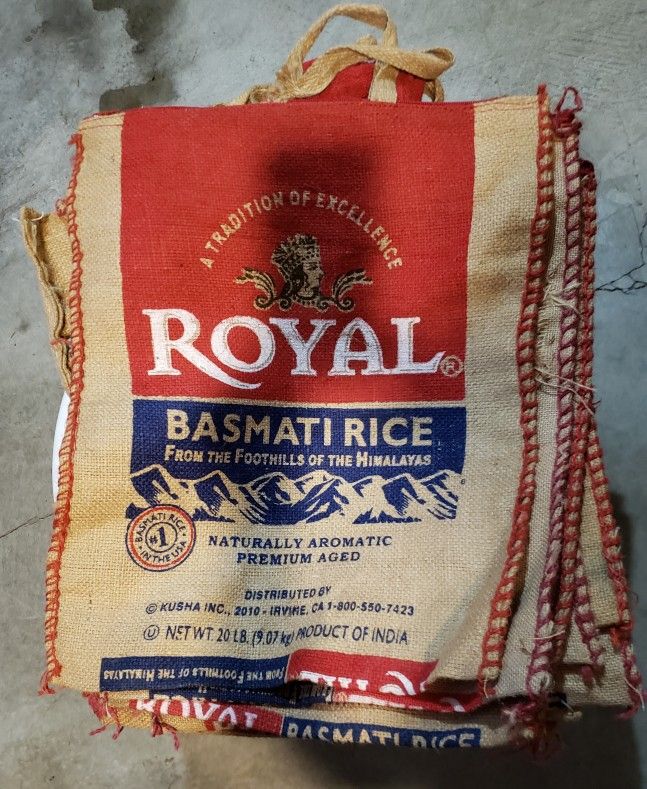 A TRADITION OF EXCELLENCE
ROYAL®
BASMATI RICE
FROM THE FOOTHILLS OF THE HIMALAYAS
BASMATI RICE
#1
IN THE USA
NATURALLY AROMATIC
PREMIUM AGED
DISTRIBUTED BY
© KUSHA INC., 2010 - IRVINE, CA 1-800-550-7423
Ⓤ NET WT. 20 LB. (9.07 kg) PRODUCT OF INDIA
FROM THE FOOTHILLS OF THE HIMALAYAS
ROYAL
BASMATI RICE